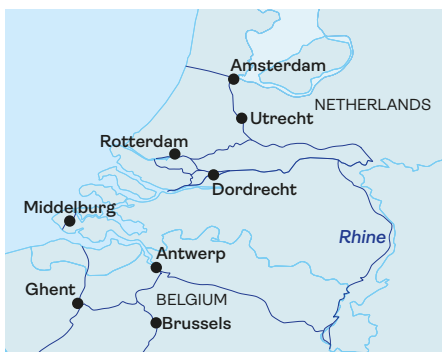 Amsterdam
NETHERLANDS
Utrecht
Rotterdam
Dordrecht
Middelburg
Rhine
Antwerp
Ghent
BELGIUM
Brussels